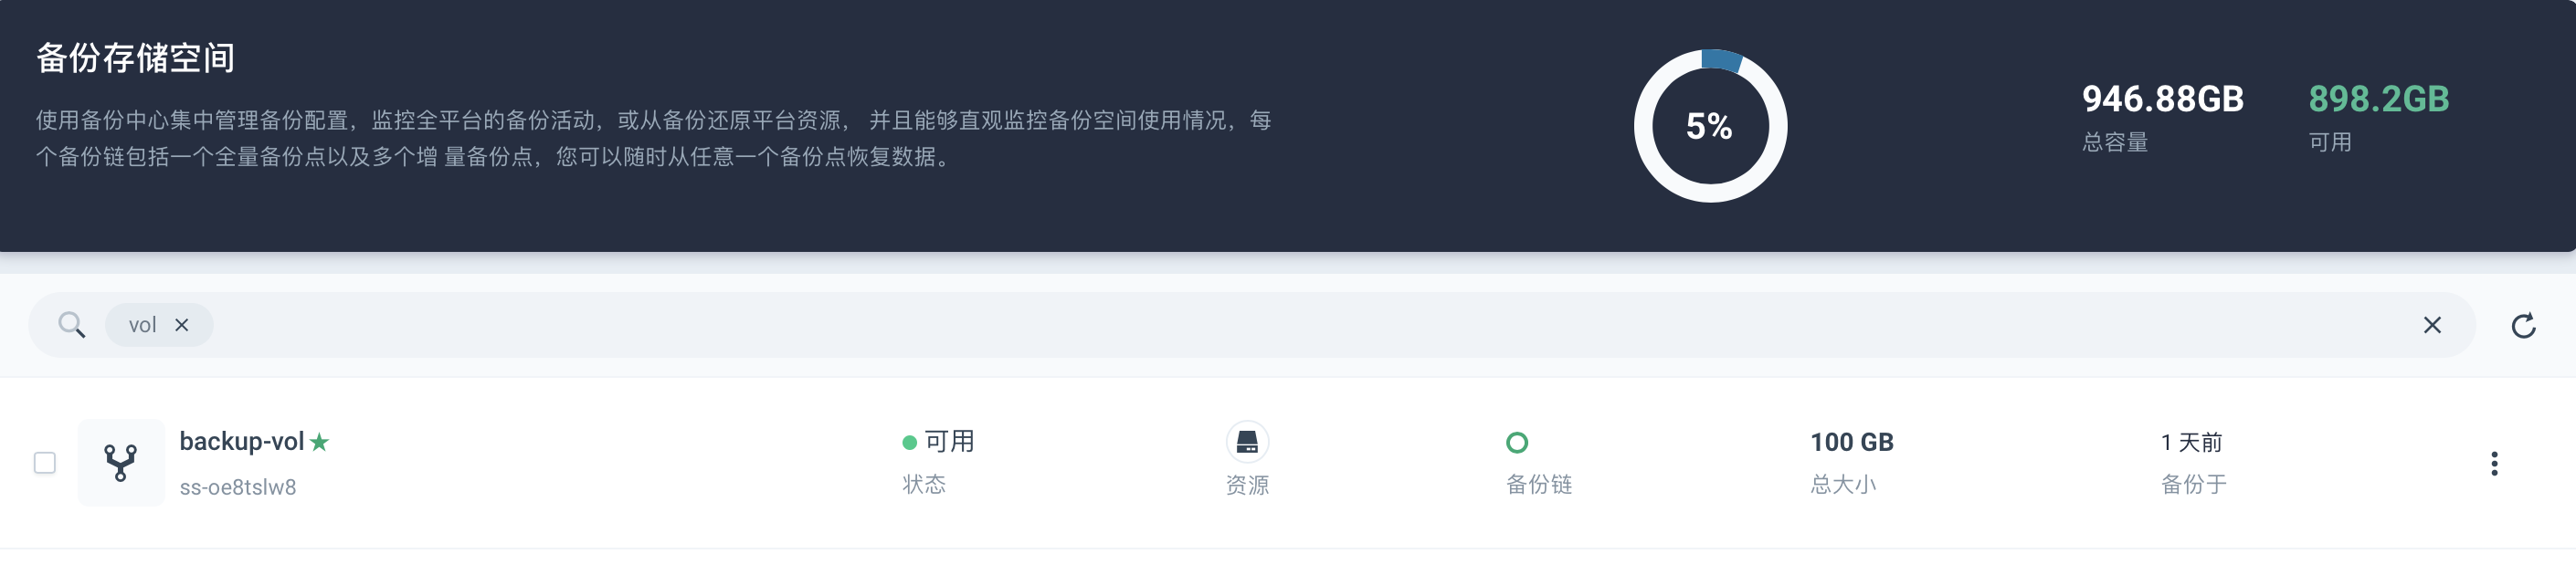 备份存储空间
使用备份中心集中管理备份配置，监控全平台的备份活动，或从备份还原平台资源， 并且能够直观监控备份空间使用情况，每
个备份链包括一个全量备份点以及多个增 量备份点，您可以随时从任意一个备份点恢复数据。
5%
946.88GB
总容量
898.2GB
可用
vol
backup-vol
ss-oe8tslw8
可用
状态
资源
备份链
100 GB
总大小
1 天前
备份于